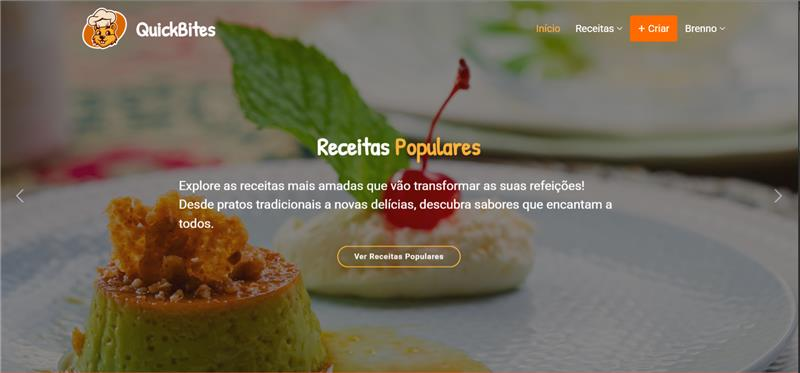 QuickBites
Início
Receitas
+ Criar
Brenno
Receitas Populares
Explore as receitas mais amadas que vão transformar as suas refeições!
Desde pratos tradicionais a novas delícias, descubra sabores que encantam a
todos.
Ver Receitas Populares